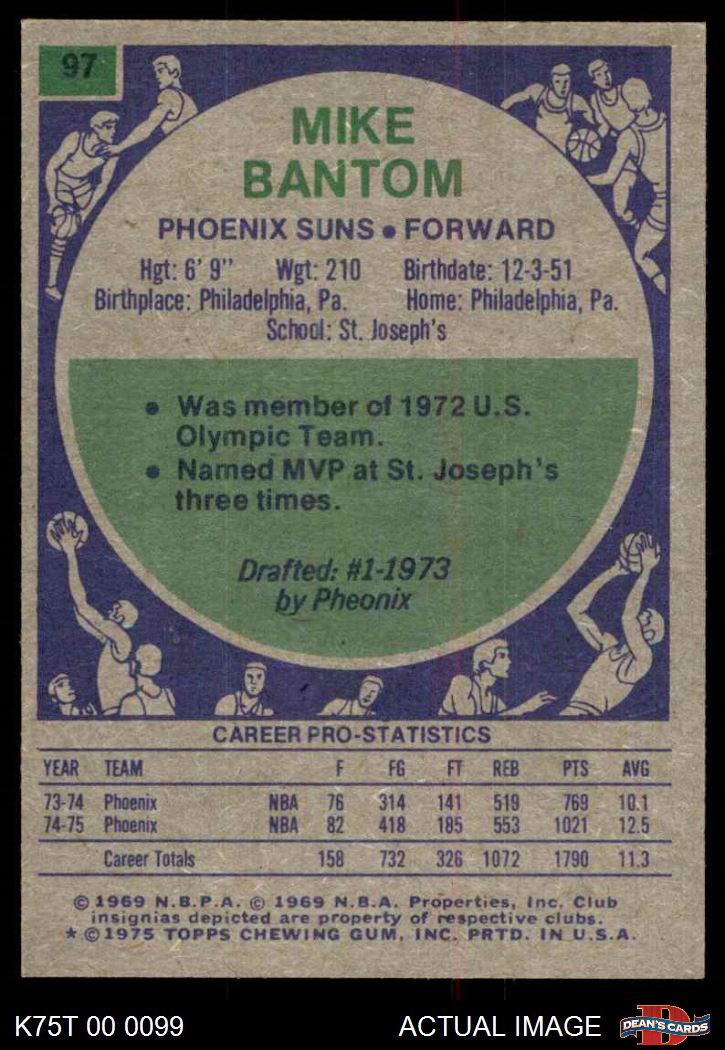 97
MIKE
BANTOM
PHOENIX SUNS • FORWARD
Hgt: 6' 9" Wgt: 210 Birthdate: 12-3-51
Birthplace: Philadelphia, Pa. Home: Philadelphia, Pa.
School: St. Joseph's
• Was member of 1972 U.S.
Olympic Team.
• Named MVP at St. Joseph's
three times.
Drafted: #1-1973
by Pheonix
CAREER PRO-STATISTICS
YEAR TEAM F FG FT REB PTS AVG
73-74 Phoenix NBA 76 314 141 519 769 10.1
74-75 Phoenix NBA 82 418 185 553 1021 12.5
Career Totals 158 732 326 1072 1790 11.3
© 1969 N.B.P.A. © 1969 N.B.A. Properties, Inc. Club
insignias depicted are property of respective clubs.
* © 1975 TOPPS CHEWING GUM, INC. PRTD. IN U.S.A.
K75T 00 0099 ACTUAL IMAGE D DEAN'S CARDS